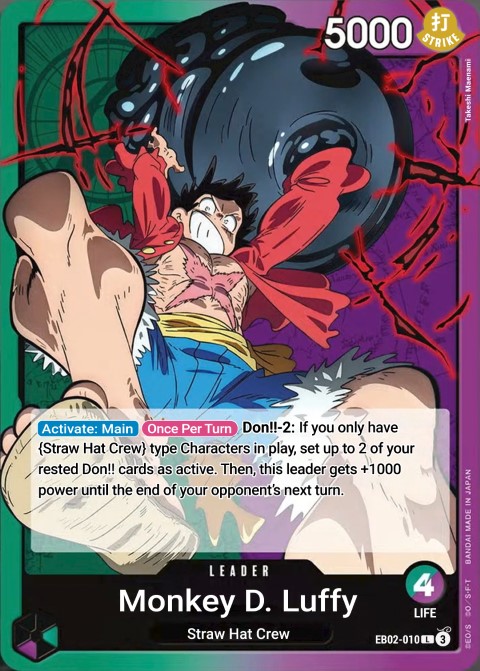 5000
打
STRIKE
Takeshi Maenami
Activate: Main Once Per Turn Don!!-2: If you only have
{Straw Hat Crew} type Characters in play, set up to 2 of your
rested Don!! cards as active. Then, this leader gets +1000
power until the end of your opponent's next turn.
LEADER
Monkey D. Luffy
Straw Hat Crew
4
LIFE
EB02-010 L 3
©EO/S ©O/S·F·T BANDAI MADE IN JAPAN